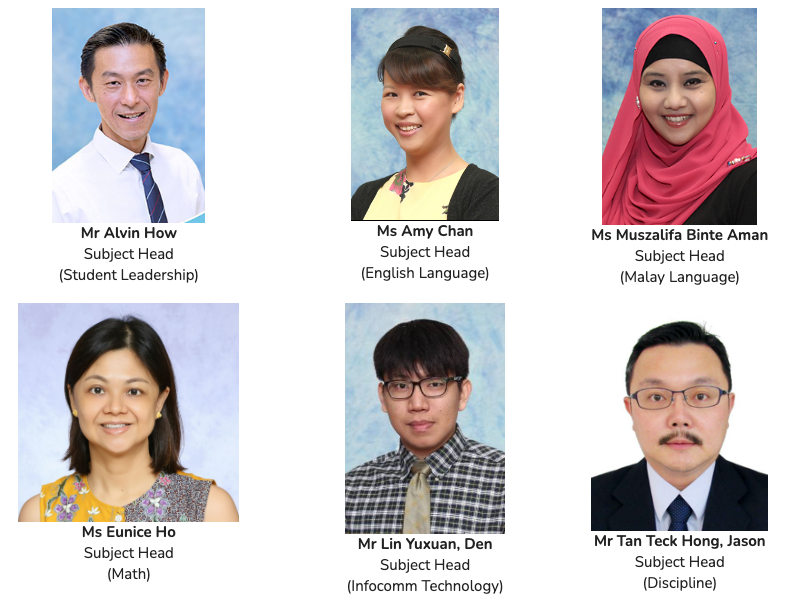 Mr Alvin How
Subject Head
(Student Leadership)
Ms Amy Chan
Subject Head
(English Language)
Ms Muszalifa Binte Aman
Subject Head
(Malay Language)
Ms Eunice Ho
Subject Head
(Math)
Mr Lin Yuxuan, Den
Subject Head
(Infocomm Technology)
Mr Tan Teck Hong, Jason
Subject Head
(Discipline)